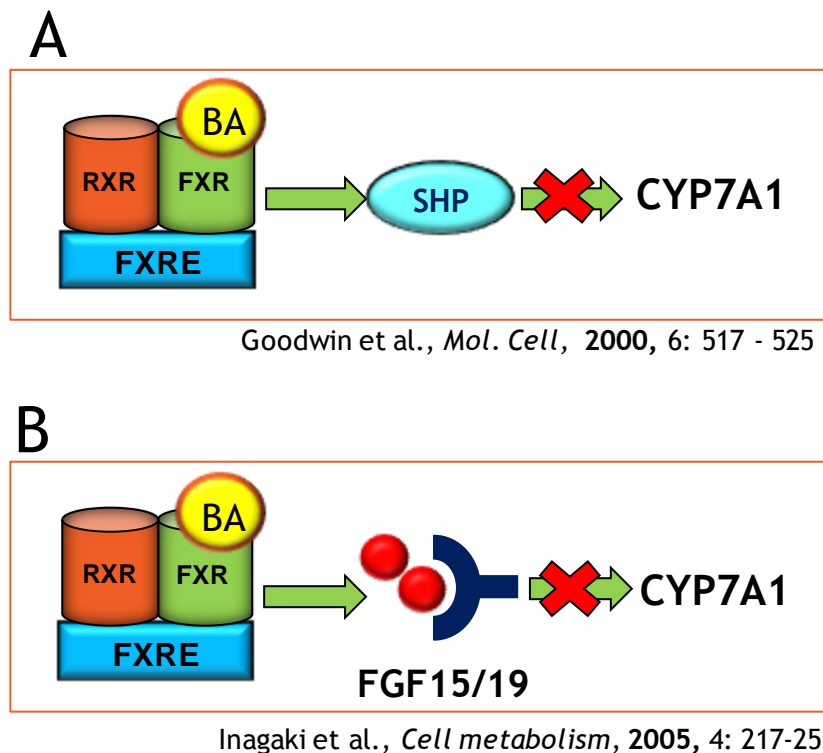 A
BA
RXR FXR
SHP
CYP7A1
FXRE
Goodwin et al., Mol. Cell, 2000, 6: 517 - 525
B
BA
RXR FXR
CYP7A1
FXRE
FGF15/19
Inagaki et al., Cell metabolism, 2005, 4: 217-25